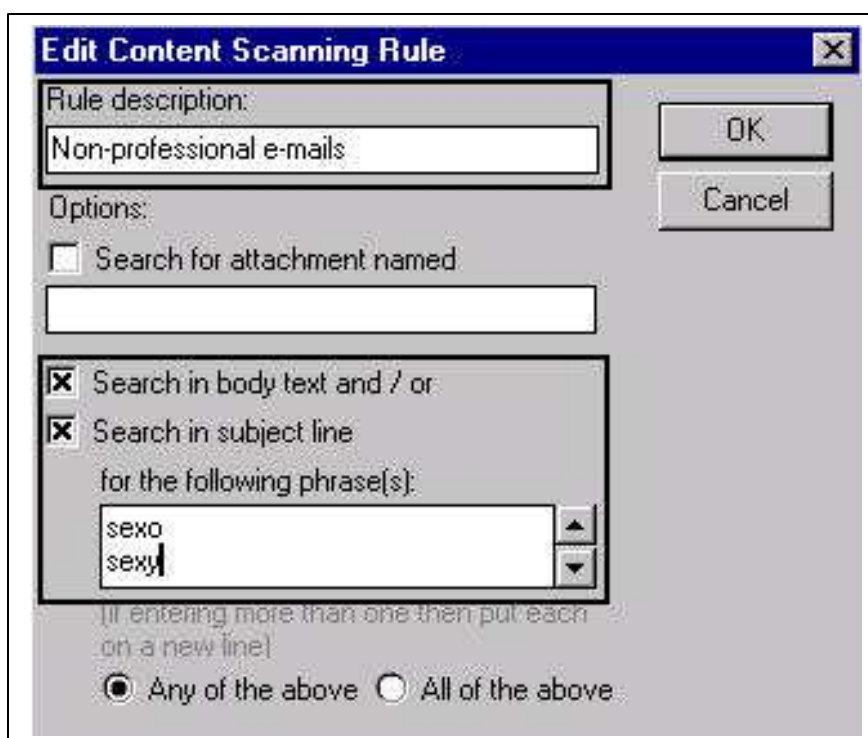 Edit Content Scanning Rule
Rule description:
Non-professional e-mails
OK
Cancel
Options:
Search for attachment named
Search in body text and / or
Search in subject line
for the following phrase(s):
sexo
sexy
(if entering more than one then put each
on a new line)
Any of the above
All of the above